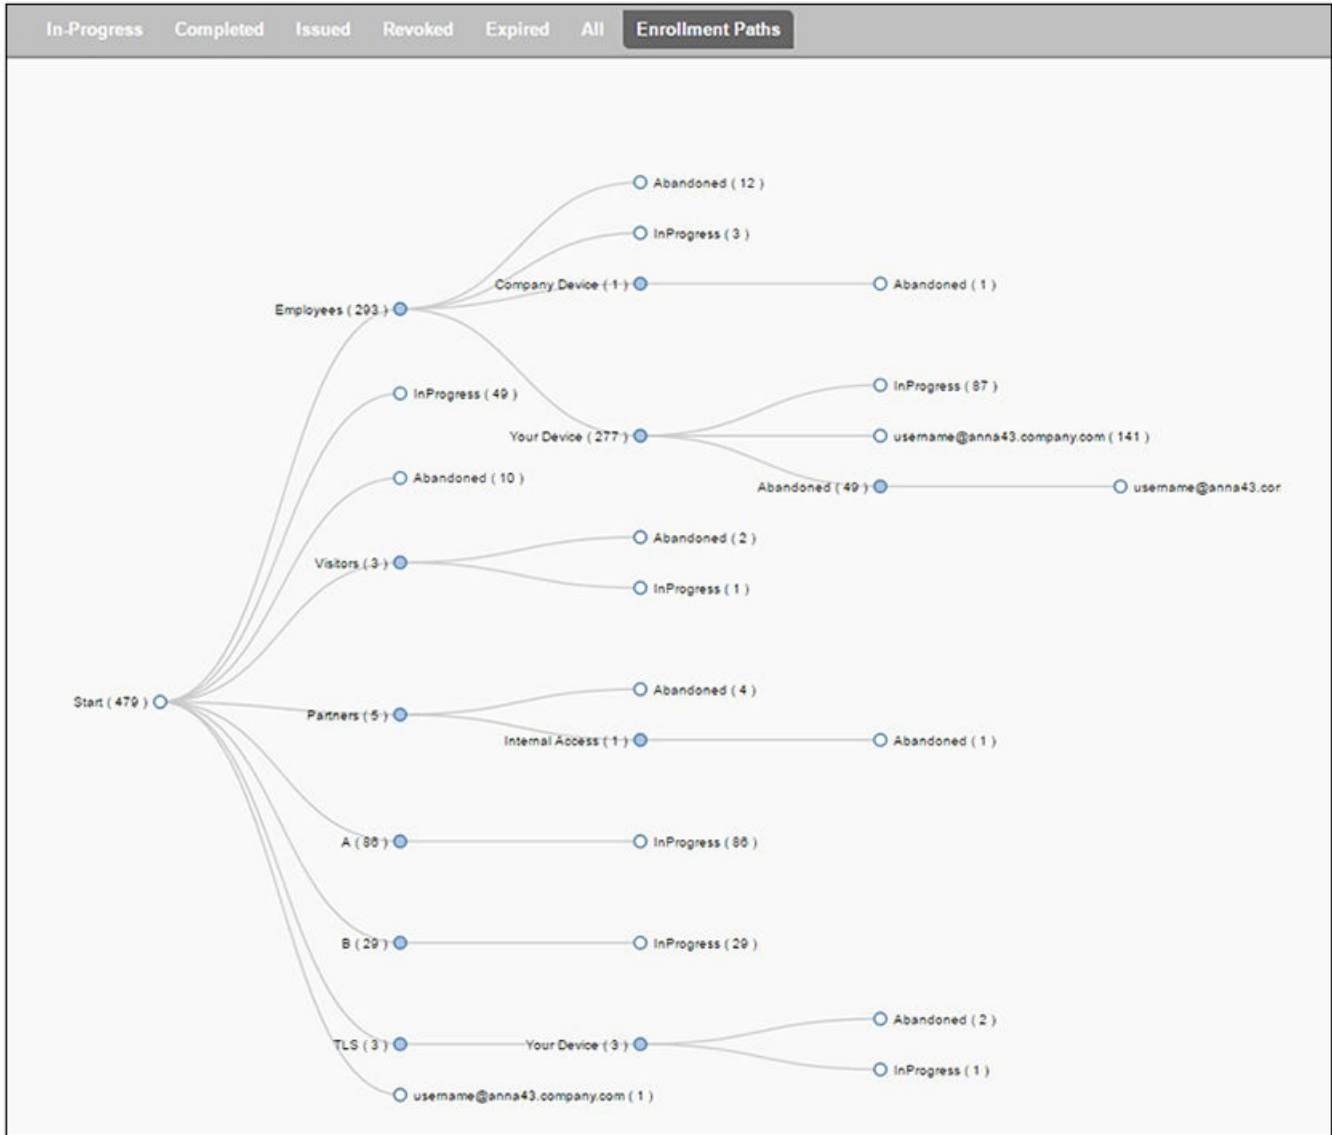 In-Progress Completed Issued Revoked Expired All Enrollment Paths
Abandoned ( 12 )
InProgress ( 3 )
Company Device ( 1 ) Abandoned ( 1 )
Employees ( 293 )
InProgress ( 87 )
InProgress ( 49 )
Your Device ( 277 ) username@anna43.company.com ( 141 )
Abandoned ( 10 )
Abandoned ( 49 ) username@anna43.cor
Abandoned ( 2 )
Visitors ( 3 )
InProgress ( 1 )
Abandoned ( 4 )
Start ( 479 )
Partners ( 5 )
Internal Access ( 1 ) Abandoned ( 1 )
A ( 86 ) InProgress ( 86 )
B ( 29 ) InProgress ( 29 )
Abandoned ( 2 )
TLS ( 3 ) Your Device ( 3 )
InProgress ( 1 )
username@anna43.company.com ( 1 )